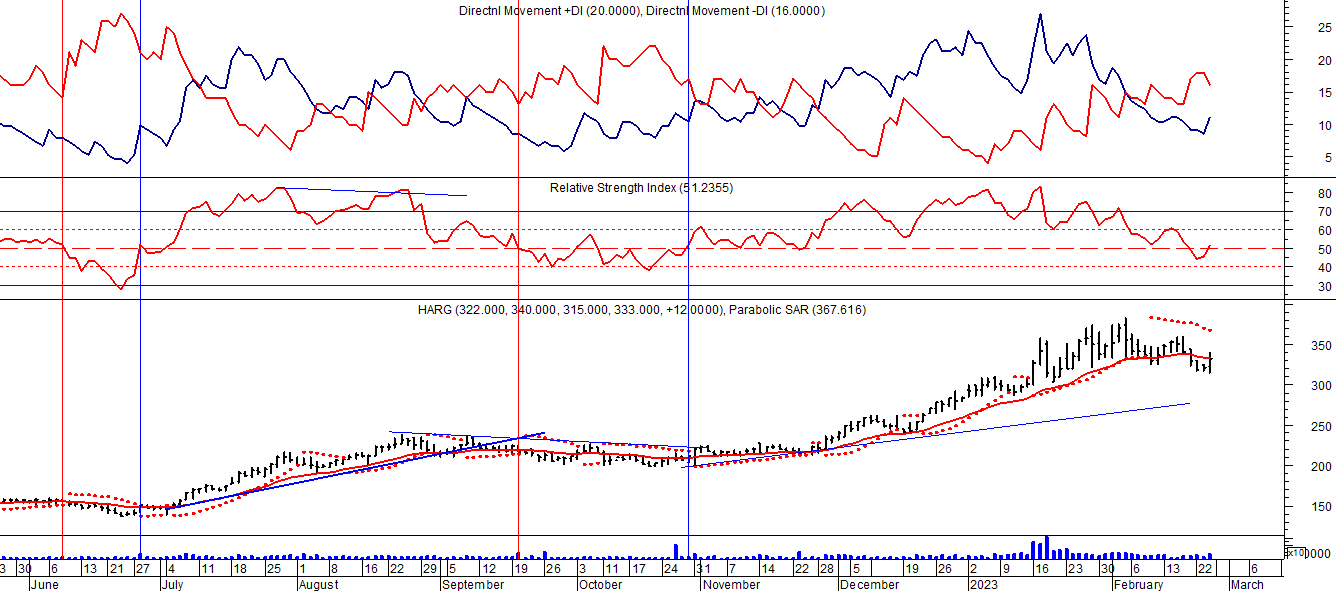 Directnl Movement +DI (20.0000), Directnl Movement -DI (16.0000)
25
20
15
10
5
Relative Strength Index (51.2355)
80
70
60
50
40
30
HARG (322.000, 340.000, 315.000, 333.000, +12.0000), Parabolic SAR (367.616)
350
300
250
200
150
x10
0000
3 30 6 13 21 27 4 11 18 25 1 8 16 22 29 5 12 19 26 3 11 17 24 31 7 14 22 28 5 19 26 2 9 16 23 30 6 13 22 6
June July August September October November December 2023 February March